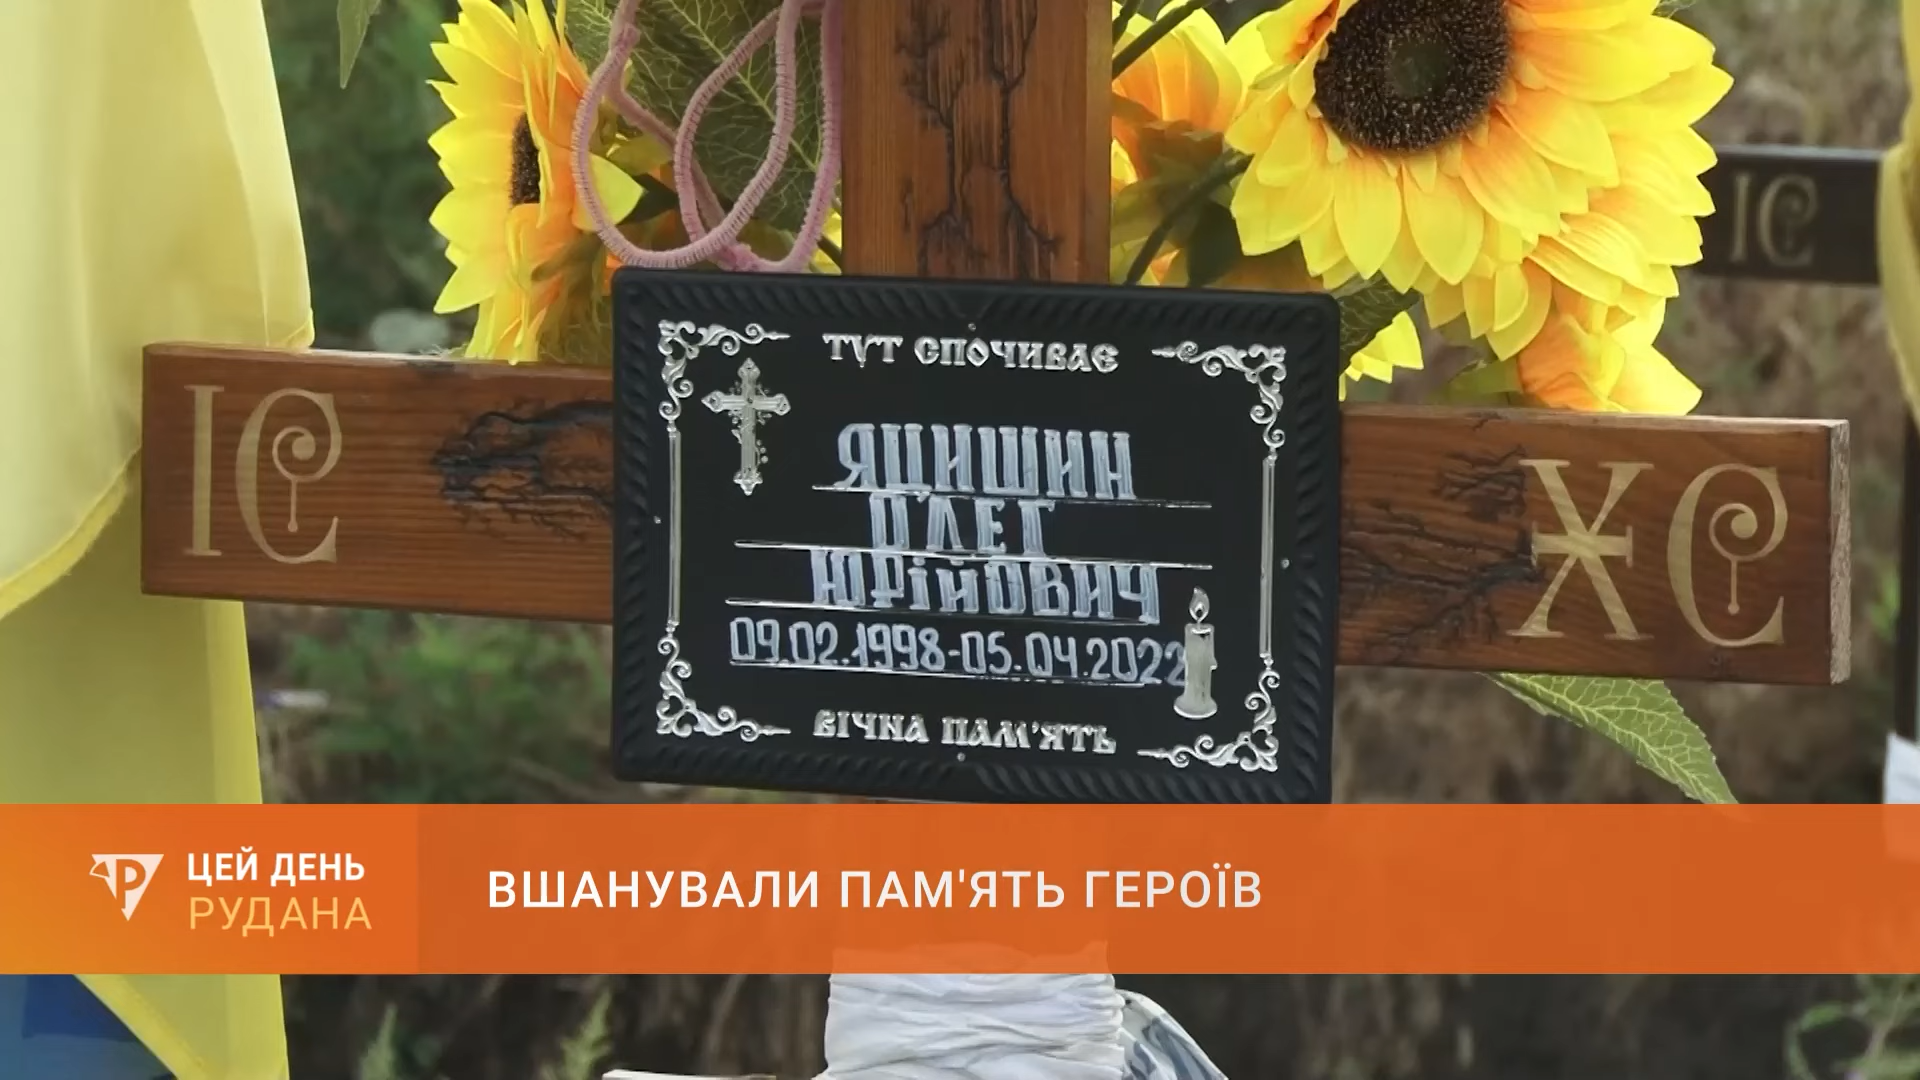 ІС
ТУТ СПОЧИВАЄ
ЯЦИШИН
ОЛЕГ
ЮРіЙОВИЧ
09.02.1998-05.04.2022
ВІЧНА ПАМ'ЯТЬ
ІС
ХС
ЦЕЙ ДЕНЬ
РУДАНА
ВШАНУВАЛИ ПАМ'ЯТЬ ГЕРОЇВ